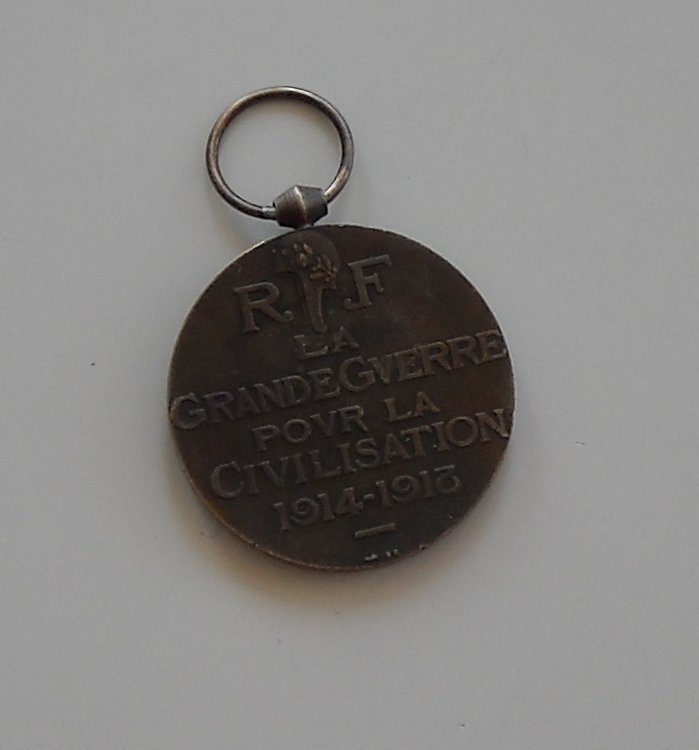 R F
LA
GRANDE GVERRE
POVR LA
CIVILISATION
1914-1918